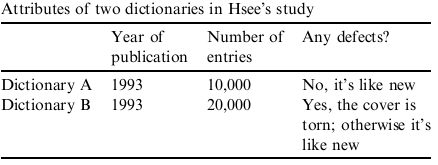 Attributes of two dictionaries in Hsee's study
Year of publication
Number of entries
Any defects?
Dictionary A 1993 10,000 No, it's like new
Dictionary B 1993 20,000 Yes, the cover is
torn; otherwise it's
like new